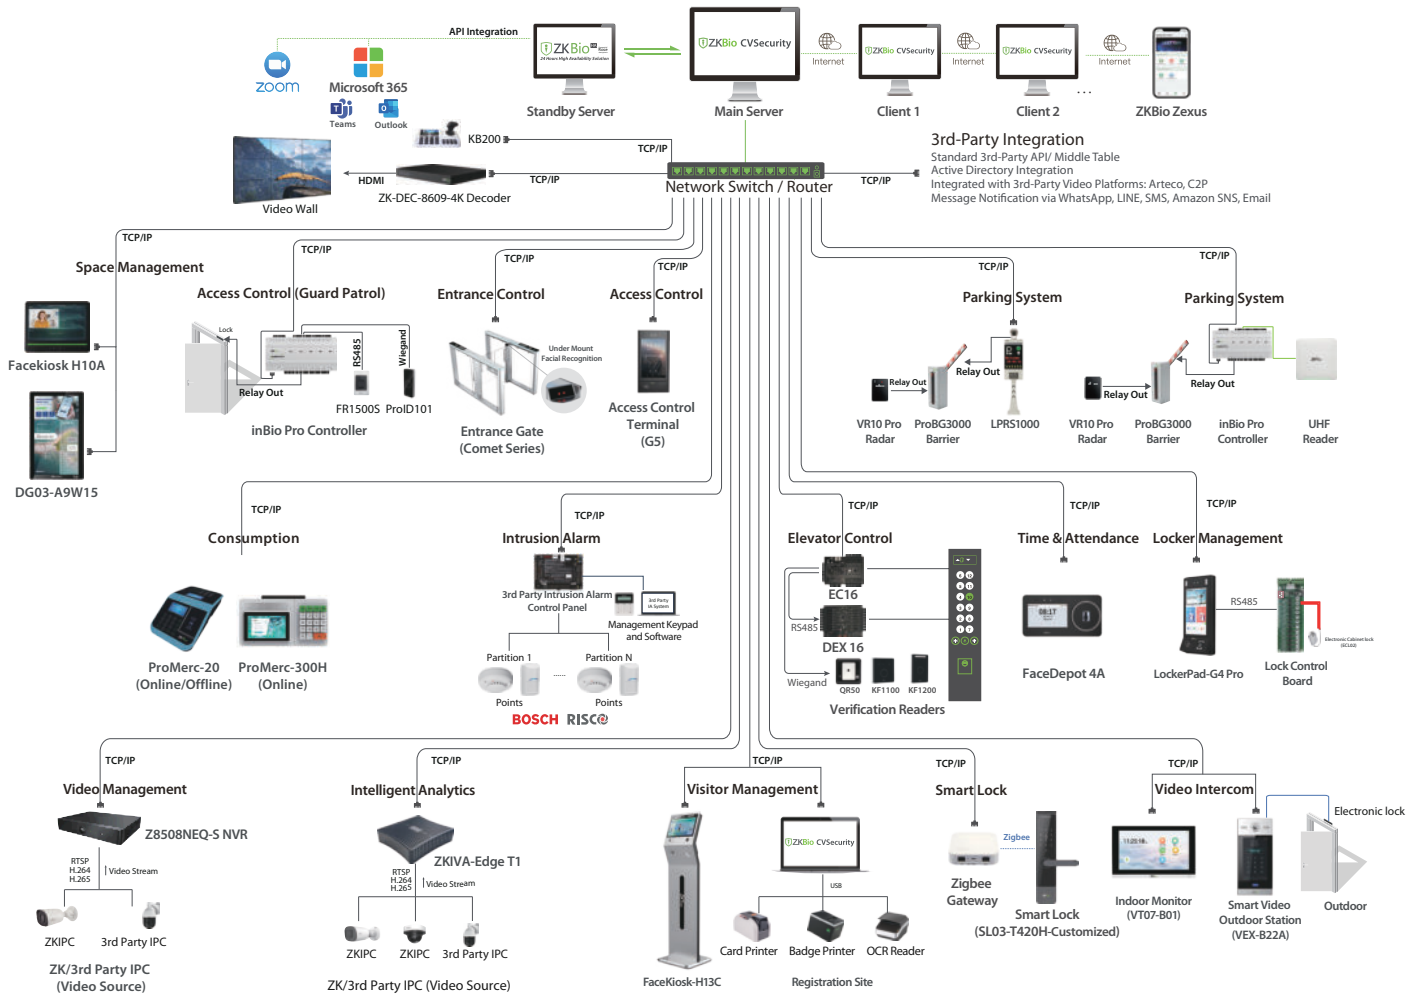 API Integration
zoom
Microsoft 365
Teams
Outlook
ZKBio
24 Hours High Availability Solution
Standby Server
ZKBio CVSecurity
Main Server
Internet
ZKBio CVSecurity
Client 1
Internet
ZKBio CVSecurity
Client 2
...
Internet
ZKBio Zexus
KB200
TCP/IP
HDMI
Video Wall
ZK-DEC-8609-4K Decoder
TCP/IP
Network Switch / Router
TCP/IP
3rd-Party Integration
Standard 3rd-Party API/ Middle Table
Active Directory Integration
Integrated with 3rd-Party Video Platforms: Arteco, C2P
Message Notification via WhatsApp, LINE, SMS, Amazon SNS, Email
TCP/IP
Space Management
Facekiosk H10A
DG03-A9W15
TCP/IP
Access Control (Guard Patrol)
Lock
RS485
Wiegand
Relay Out
FR1500S
ProID101
inBio Pro Controller
TCP/IP
Entrance Control
Under Mount
Facial Recognition
Entrance Gate
(Comet Series)
TCP/IP
Access Control
Access Control
Terminal
(G5)
TCP/IP
Parking System
Relay Out
Relay Out
VR10 Pro
Radar
ProBG3000
Barrier
LPRS1000
TCP/IP
Parking System
Relay Out
Relay Out
VR10 Pro
Radar
ProBG3000
Barrier
inBio Pro
Controller
UHF
Reader
TCP/IP
Consumption
ProMerc-20
(Online/Offline)
ProMerc-300H
(Online)
TCP/IP
Intrusion Alarm
3rd Party Intrusion Alarm
Control Panel
3rd Party
IA System
Management Keypad
and Software
Partition 1
Partition N
......
Points
Points
BOSCH
RISCO
TCP/IP
Elevator Control
EC16
RS485
DEX 16
Wiegand
QR50
KF1100
KF1200
Verification Readers
TCP/IP
Time & Attendance
08:17
FaceDepot 4A
TCP/IP
Locker Management
RS485
Electronic Cabinet lock
(ECL02)
LockerPad-G4 Pro
Lock Control
Board
TCP/IP
Video Management
Z8508NEQ-S NVR
RTSP
H.264
H.265
Video Stream
ZKIPC
3rd Party IPC
ZK/3rd Party IPC
(Video Source)
TCP/IP
Intelligent Analytics
ZKIVA-Edge T1
RTSP
H.264
H.265
Video Stream
ZKIPC
ZKIPC
3rd Party IPC
ZK/3rd Party IPC (Video Source)
TCP/IP
Visitor Management
ZKBio CVSecurity
USB
Card Printer
Badge Printer
OCR Reader
FaceKiosk-H13C
Registration Site
TCP/IP
Smart Lock
Zigbee
Zigbee
Gateway
Smart Lock
(SL03-T420H-Customized)
TCP/IP
Video Intercom
Electronic lock
Indoor Monitor
(VT07-B01)
Smart Video
Outdoor Station
(VEX-B22A)
Outdoor